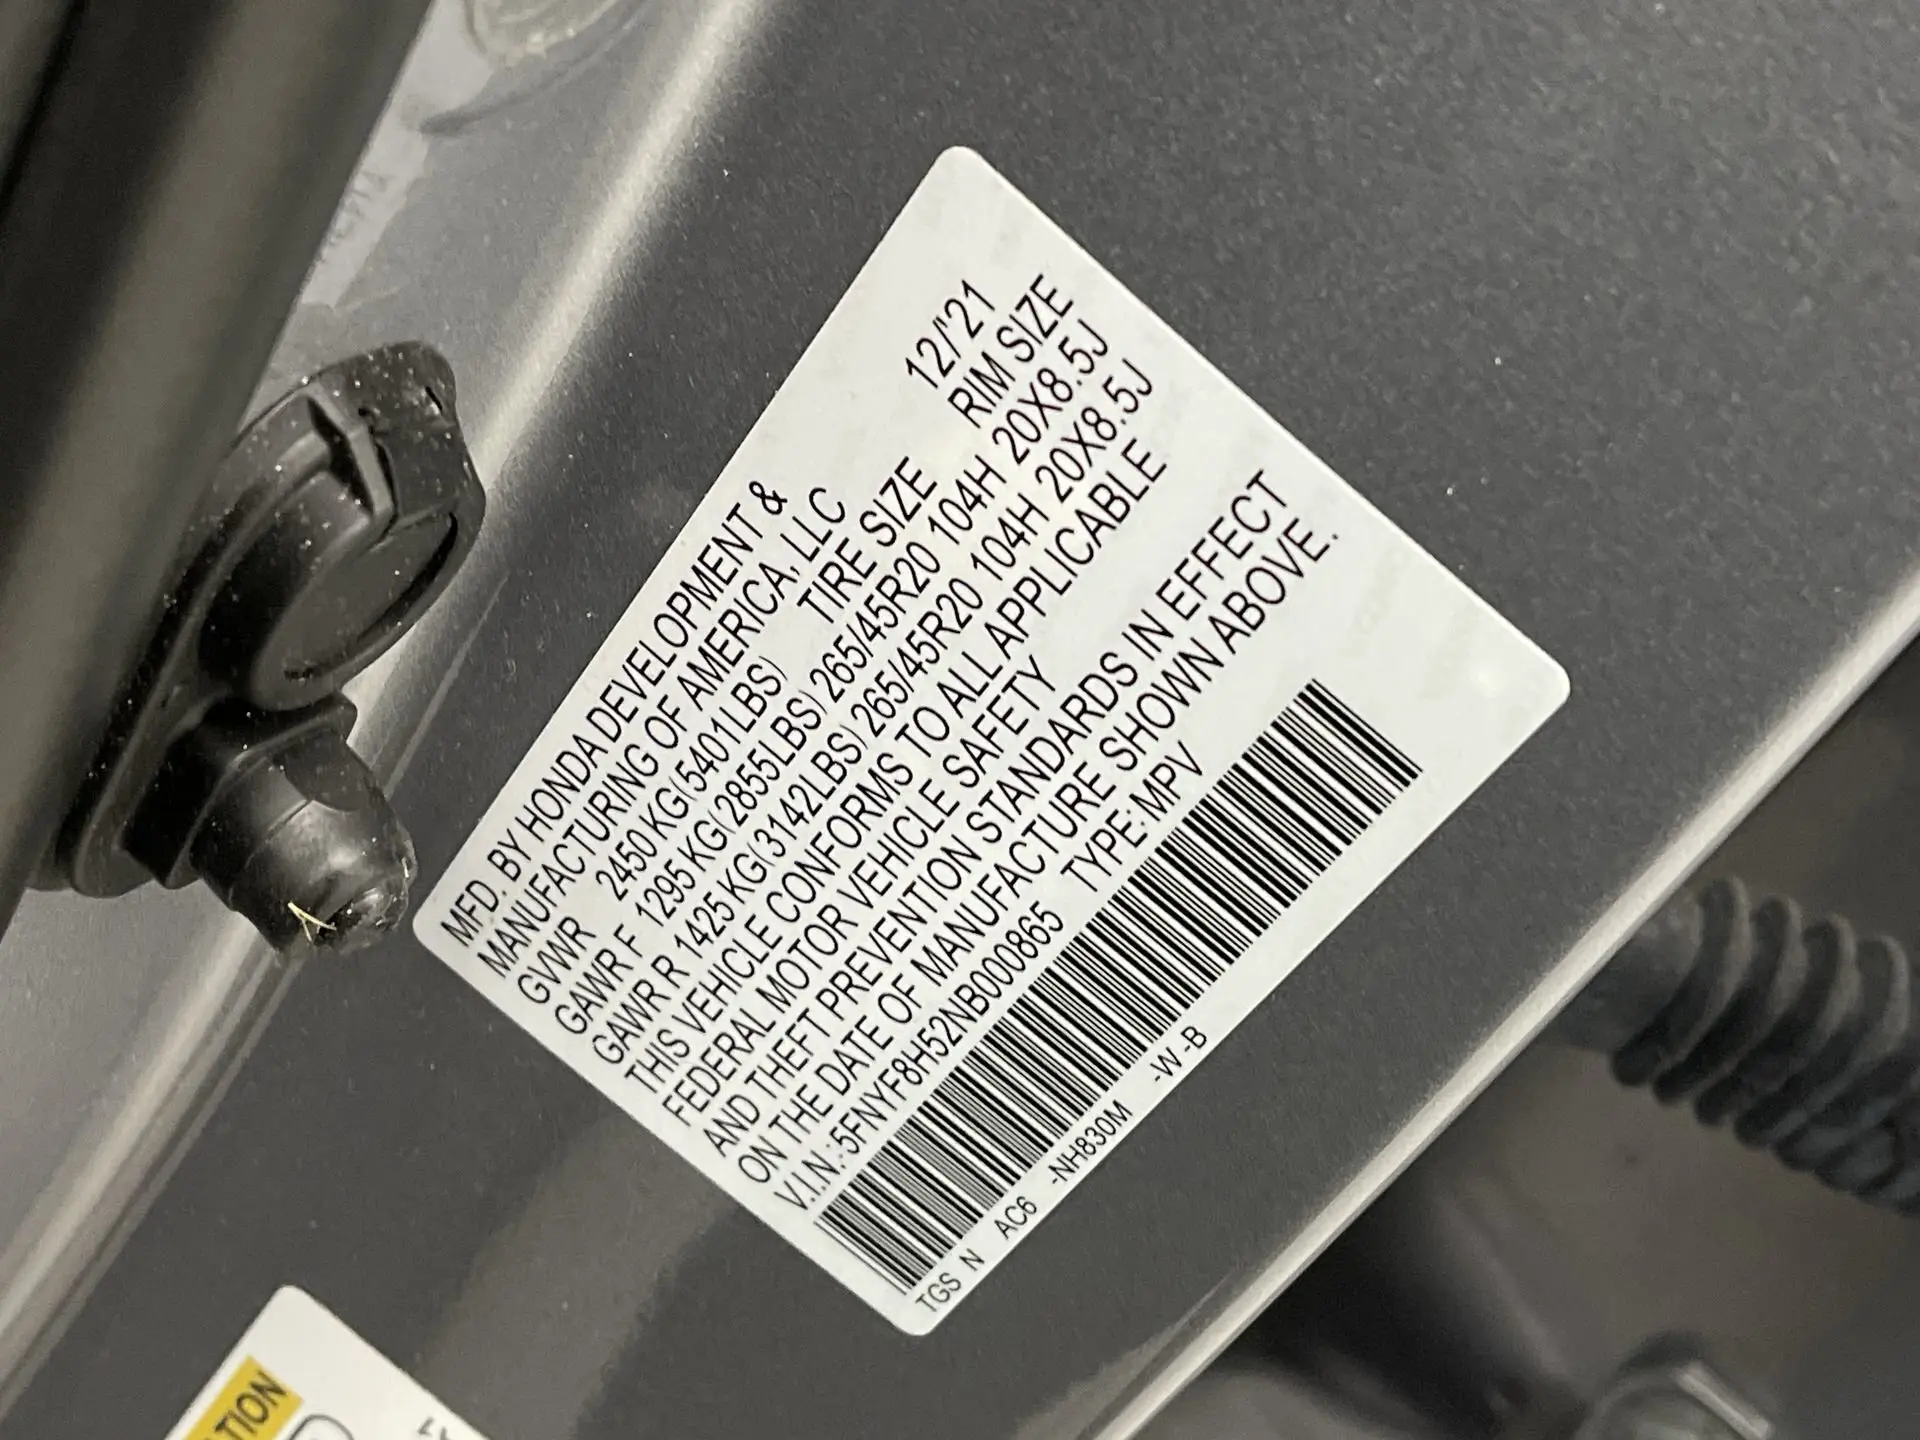 MFD. BY HONDA DEVELOPMENT &
MANUFACTURING OF AMERICA, LLC 12/'21
GVWR 2450KG(5401LBS) TIRE SIZE RIM SIZE
GAWR F 1295KG(2855LBS) 265/45R20 104H 20X8.5J
GAWR R 1425KG(3142LBS) 265/45R20 104H 20X8.5J
THIS VEHICLE CONFORMS TO ALL APPLICABLE
FEDERAL MOTOR VEHICLE SAFETY
AND THEFT PREVENTION STANDARDS IN EFFECT
ON THE DATE OF MANUFACTURE SHOWN ABOVE.
V.I.N.:5FNYF8H52NB000865 TYPE:MPV
TGS N AC6 -NH830M -W -B